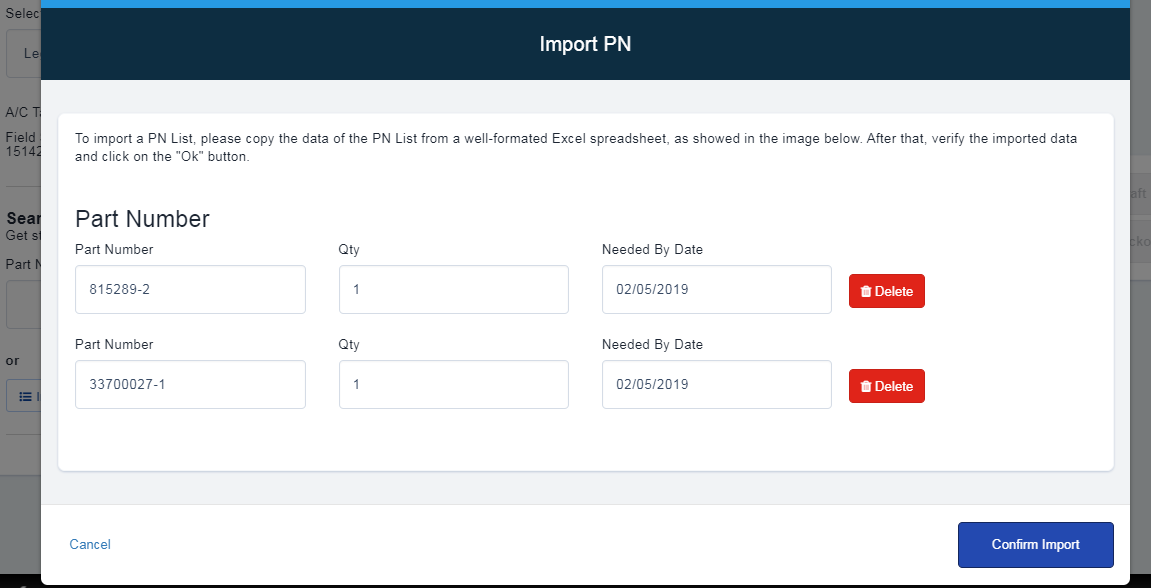 Selec
Import PN
Le
A/C T
Field
15142
To import a PN List, please copy the data of the PN List from a well-formated Excel spreadsheet, as showed in the image below. After that, verify the imported data
and click on the "Ok" button.
aft
Part Number
Sear
Get st
cko
Part Number Qty Needed By Date
Part N
815289-2 1 02/05/2019 Delete
Part Number Qty Needed By Date
or
33700027-1 1 02/05/2019 Delete
Cancel Confirm Import